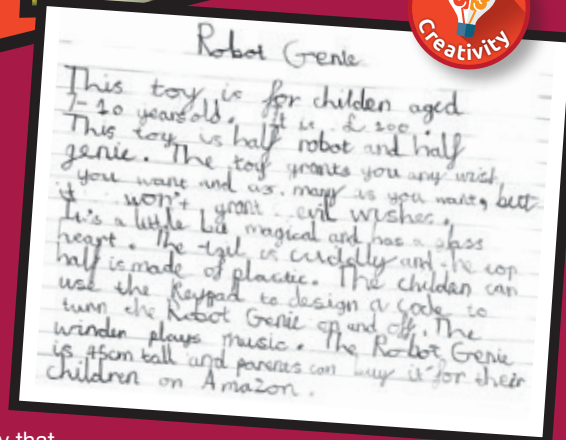 Creativity
Robot Genie
This toy is for childen aged
7-10 years old. It is £100.
This toy is half robot and half
genie. The toy grants you any wish
you want and as many as you want, but
it won't grant evil wishes.
It's a little bit magical and has a glass
heart. The tail is cuddly and the top
half is made of plastic. The childen can
use the Keypad to design a code to
turn the Robot Genie on and off. The
winder plays music. The Robot Genie
is 45cm tall and parents can buy it for their
children on Amazon.
y that